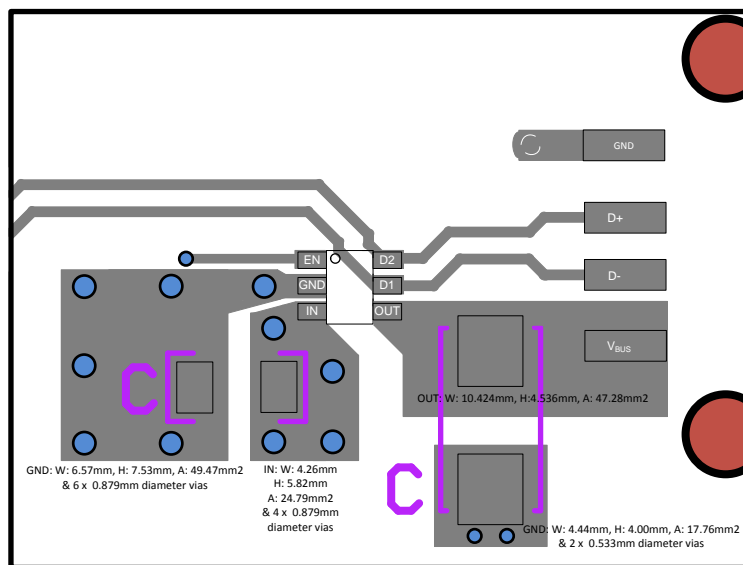 GND
D+
EN
D2
D-
GND
D1
IN
OUT
VBUS
OUT: W: 10.424mm, H:4.536mm, A: 47.28mm2
C
GND: W: 6.57mm, H: 7.53mm, A: 49.47mm2
& 6 x 0.879mm diameter vias
IN: W: 4.26mm
H: 5.82mm
A: 24.79mm2
& 4 x 0.879mm
diameter vias
C
GND: W: 4.44mm, H: 4.00mm, A: 17.76mm2
& 2 x 0.533mm diameter vias